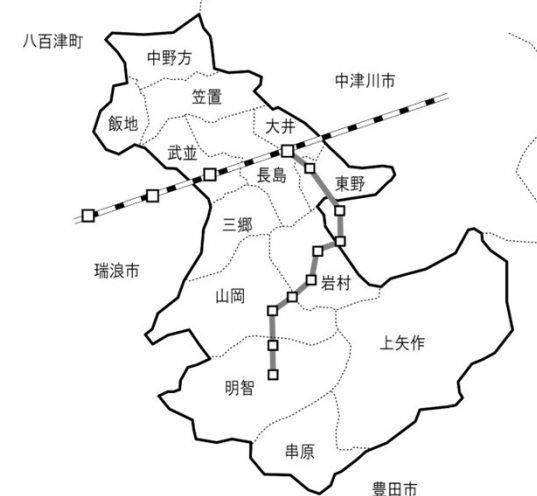 八百津町
中野方
中津川市
笠置
飯地
大井
武並
長島
東野
三郷
瑞浪市
岩村
山岡
上矢作
明智
串原
豊田市